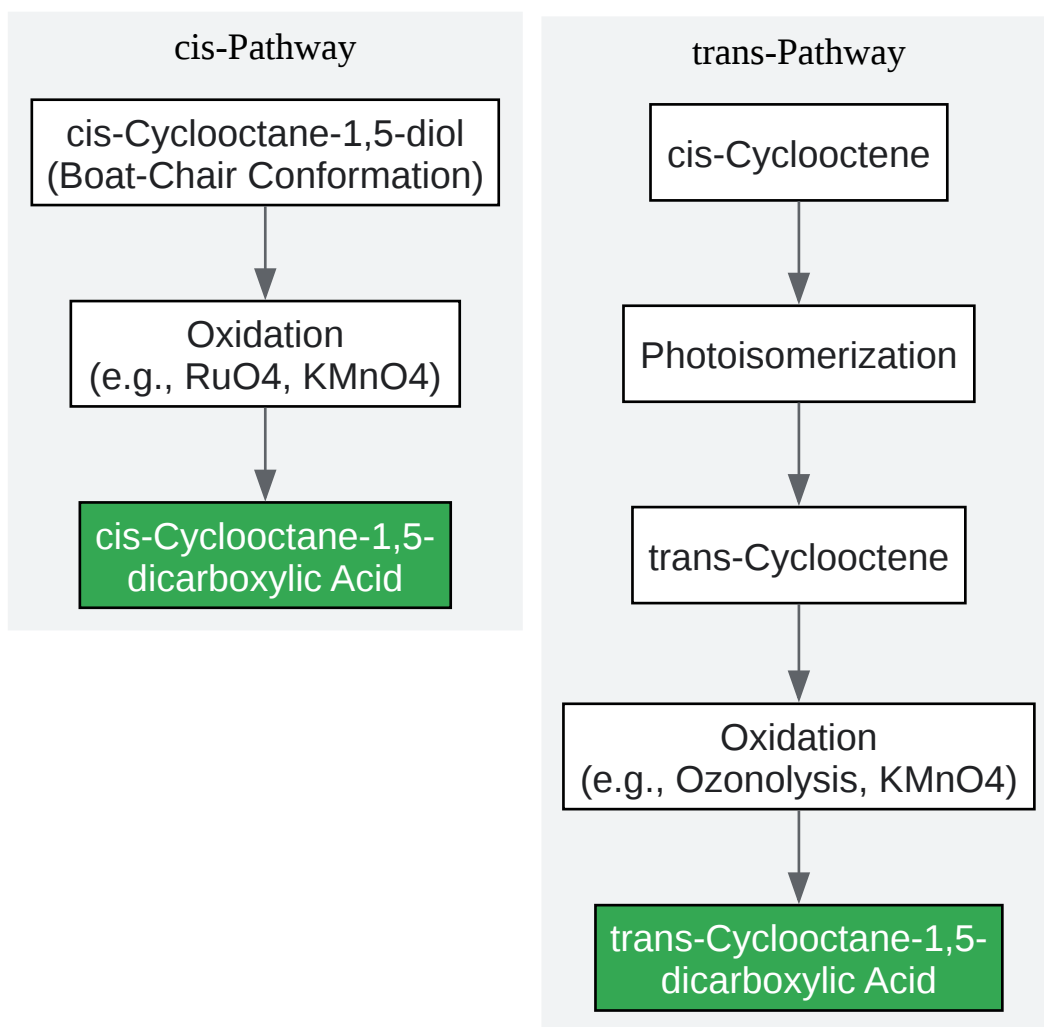 cis-Pathway
cis-Cyclooctane-1,5-diol
(Boat-Chair Conformation)
Oxidation
(e.g., RuO4, KMnO4)
cis-Cyclooctane-1,5-
dicarboxylic Acid
trans-Pathway
cis-Cyclooctene
Photoisomerization
trans-Cyclooctene
Oxidation
(e.g., Ozonolysis, KMnO4)
trans-Cyclooctane-1,5-
dicarboxylic Acid